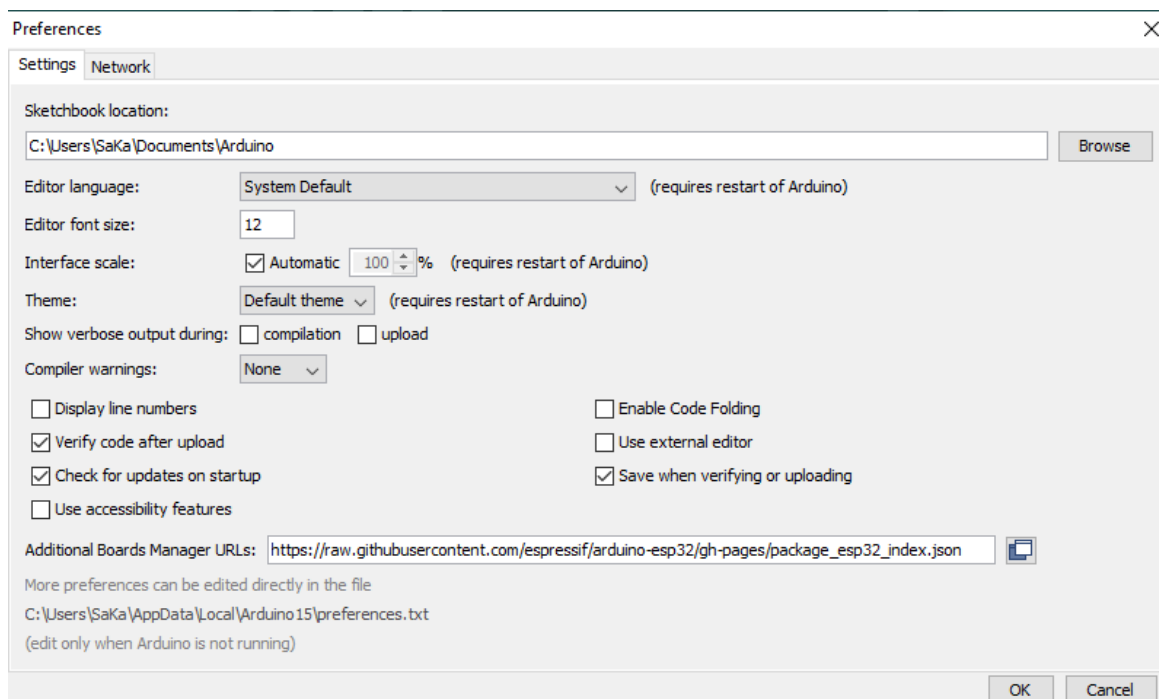 Preferences
Settings Network
Sketchbook location:
C:\Users\SaKa\Documents\Arduino Browse
Editor language: System Default (requires restart of Arduino)
Editor font size: 12
Interface scale: Automatic 100 % (requires restart of Arduino)
Theme: Default theme (requires restart of Arduino)
Show verbose output during: compilation upload
Compiler warnings: None
Display line numbers Enable Code Folding
Verify code after upload Use external editor
Check for updates on startup Save when verifying or uploading
Use accessibility features
Additional Boards Manager URLs: https://raw.githubusercontent.com/espressif/arduino-esp32/gh-pages/package_esp32_index.json
More preferences can be edited directly in the file
C:\Users\SaKa\AppData\Local\Arduino15\preferences.txt
(edit only when Arduino is not running)
OK Cancel